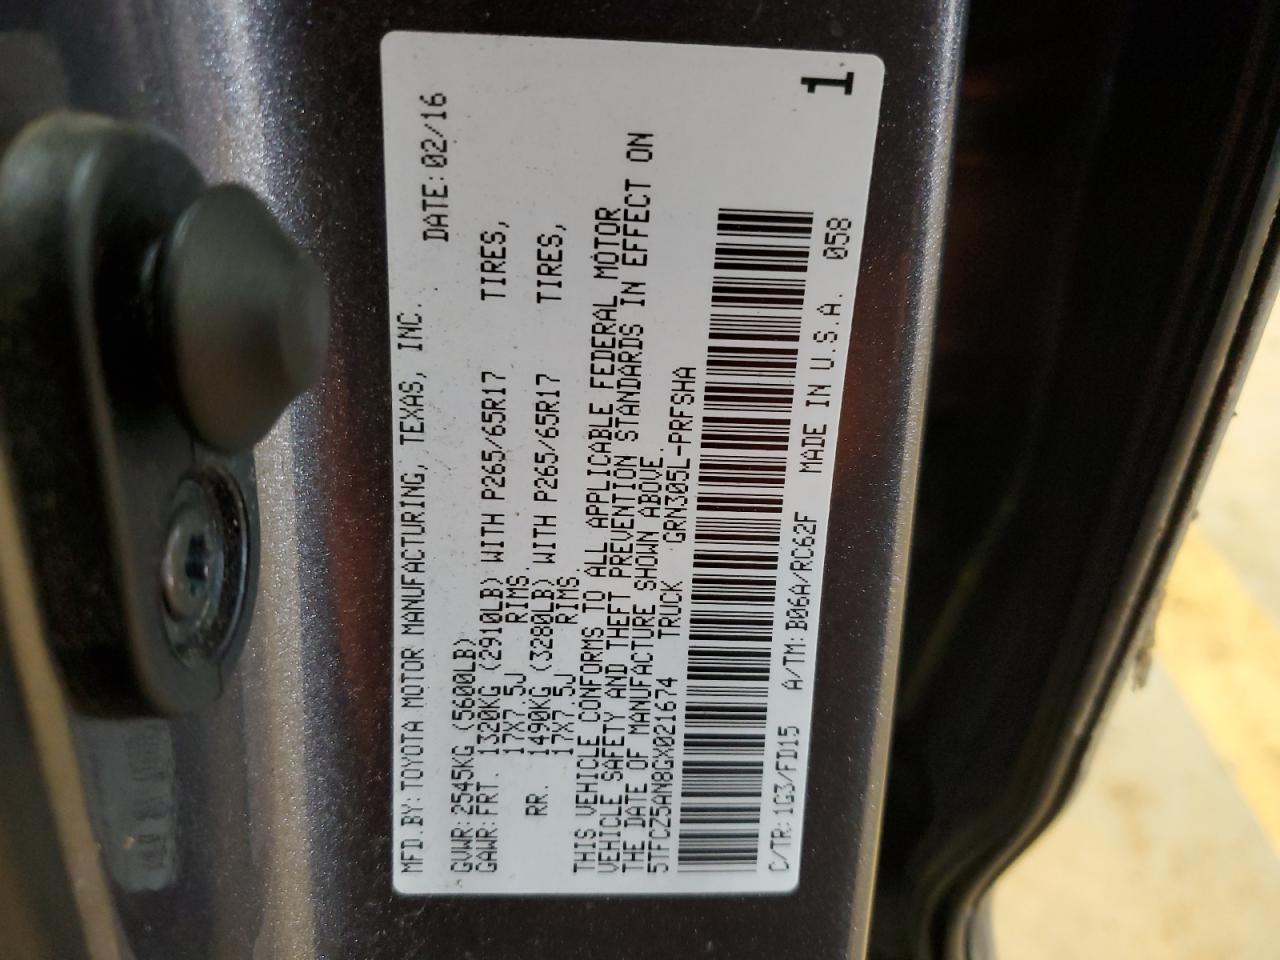 MFD.BY: TOYOTA MOTOR MANUFACTURING, TEXAS, INC. DATE: 02/16
GVWR: 2545KG (5600LB)
GAWR: FRT. 1320KG (2910LB) WITH P265/65R17 TIRES,
17X7.5J RIMS.
RR. 1490KG (3280LB) WITH P265/65R17 TIRES,
17X7.5J RIMS.
THIS VEHICLE CONFORMS TO ALL APPLICABLE FEDERAL MOTOR
VEHICLE SAFETY AND THEFT PREVENTION STANDARDS IN EFFECT ON
THE DATE OF MANUFACTURE SHOWN ABOVE.
5TFCZ5AN8GX021674 TRUCK GRN305L-PRFSHA
C/TR: 1G3/FD15 A/TM: B06A/RC62F MADE IN U.S.A. 058
1